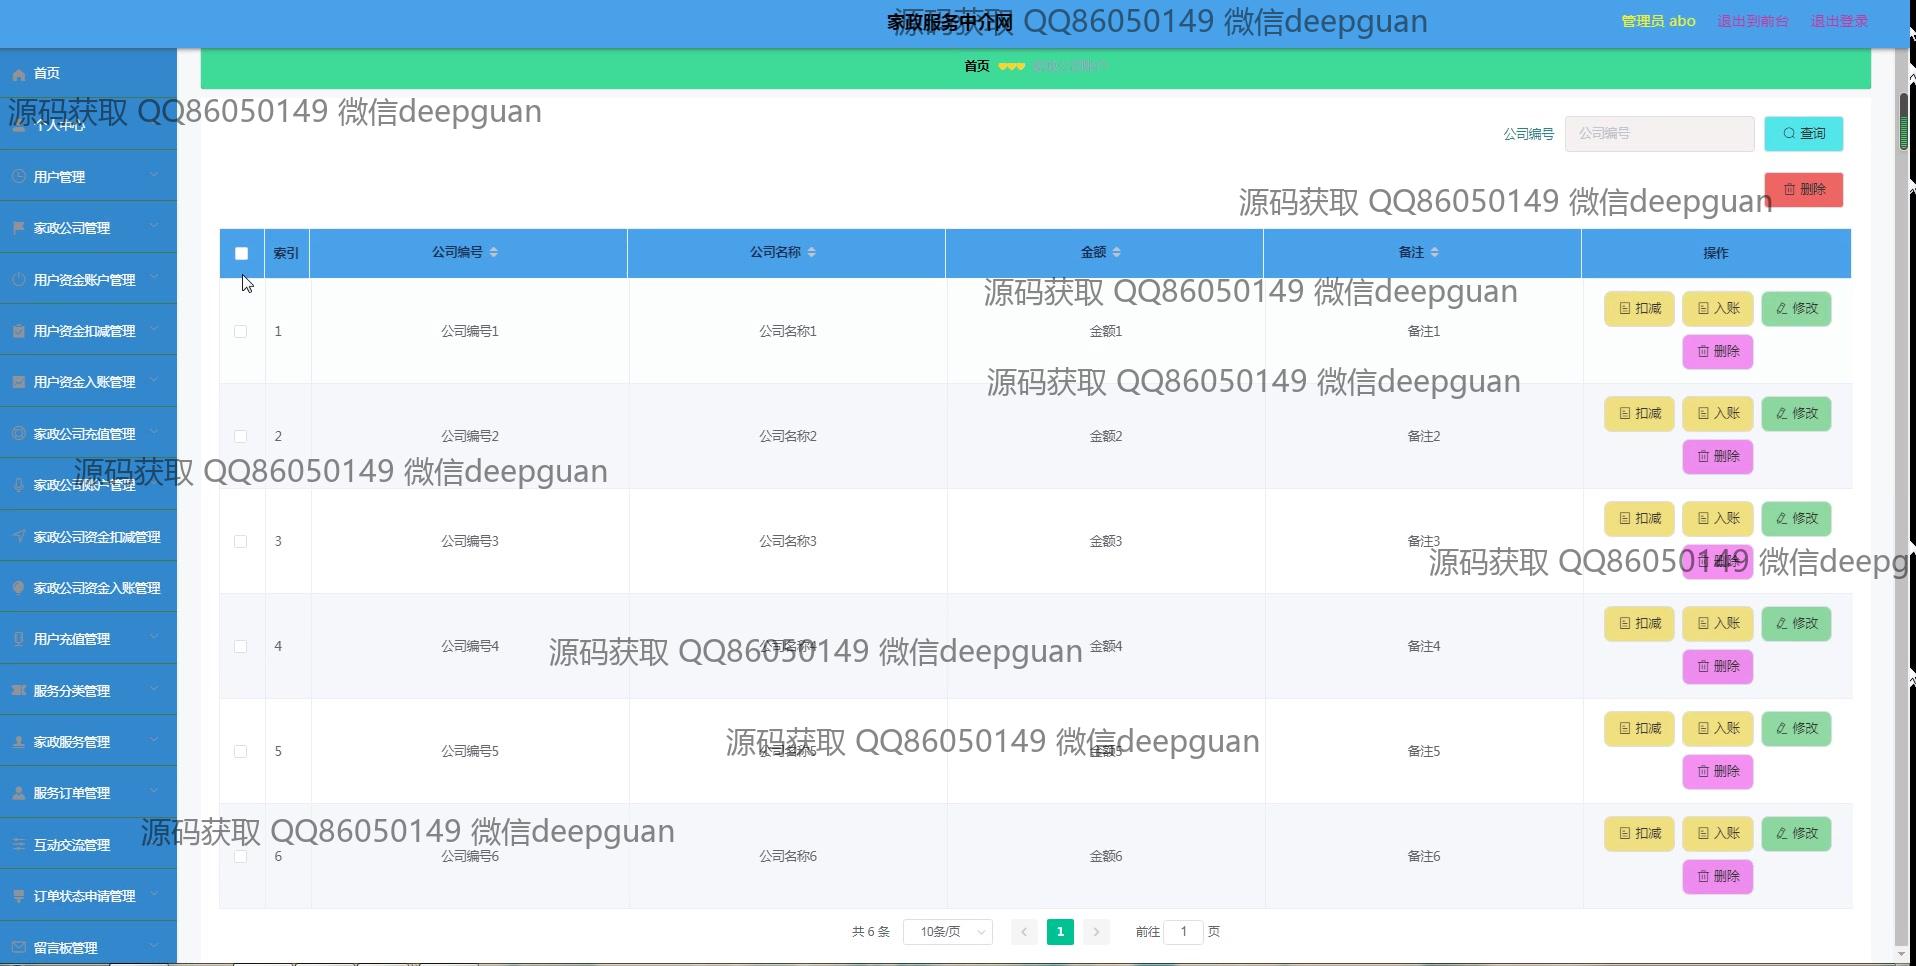 家政服务中介网
源码获取 QQ86050149 微信deepguan
管理员 abo 退出到前台 退出登录
首页
个人中心
用户管理
家政公司管理
用户资金账户管理
用户资金扣减管理
用户资金入账管理
家政公司充值管理
家政公司账户管理
家政公司资金扣减管理
家政公司资金入账管理
用户充值管理
服务分类管理
家政服务管理
服务订单管理
互动交流管理
订单状态申请管理
留言板管理
首页 家政公司账户
源码获取 QQ86050149 微信deepguan
公司编号 公司编号 查询
源码获取 QQ86050149 微信deepguan
删除
索引 公司编号 公司名称 金额 备注 操作
源码获取 QQ86050149 微信deepguan
1 公司编号1 公司名称1 金额1 备注1 扣减 入账 修改
删除
源码获取 QQ86050149 微信deepguan
2 公司编号2 公司名称2 金额2 备注2 扣减 入账 修改
删除
源码获取 QQ86050149 微信deepguan
3 公司编号3 公司名称3 金额3 备注3 扣减 入账 修改
删除
源码获取 QQ86050149 微信deepg
4 公司编号4 公司名称4 金额4 备注4 扣减 入账 修改
删除
源码获取 QQ86050149 微信deepguan
5 公司编号5 公司名称5 金额5 备注5 扣减 入账 修改
删除
源码获取 QQ86050149 微信deepguan
6 公司编号6 公司名称6 金额6 备注6 扣减 入账 修改
删除
源码获取 QQ86050149 微信deepguan
共 6 条 10条/页 1 前往 1 页